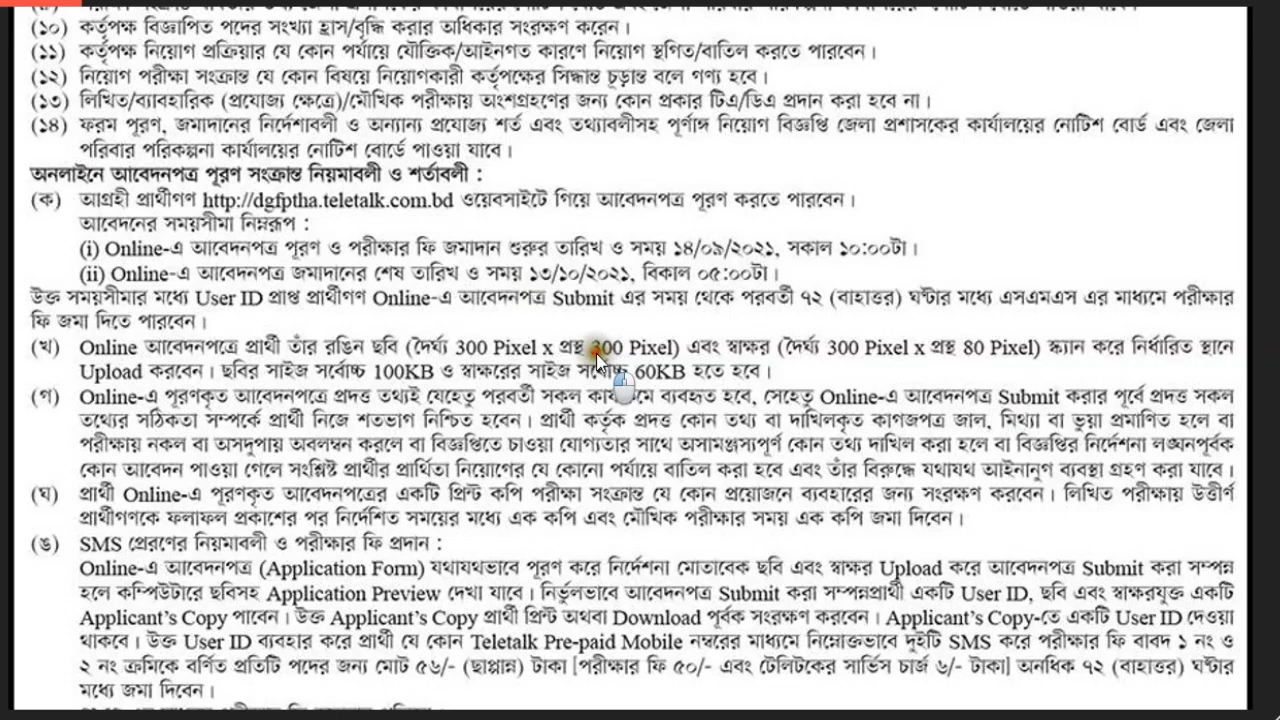 (১০) কর্তৃপক্ষ বিজ্ঞাপিত পদের সংখ্যা হ্রাস/বৃদ্ধি করার অধিকার সংরক্ষণ করেন।
(১১) কর্তৃপক্ষ নিয়োগ প্রক্রিয়ার যে কোন পর্যায়ে যৌক্তিক/আইনগত কারণে নিয়োগ স্থগিত/বাতিল করতে পারবেন।
(১২) নিয়োগ পরীক্ষা সংক্রান্ত যে কোন বিষয়ে নিয়োগকারী কর্তৃপক্ষের সিদ্ধান্ত চূড়ান্ত বলে গণ্য হবে।
(১৩) লিখিত/ব্যাবহারিক (প্রযোজ্য ক্ষেত্রে)/মৌখিক পরীক্ষায় অংশগ্রহণের জন্য কোন প্রকার টিএ/ডিএ প্রদান করা হবে না।
(১৪) ফরম পূরণ, জমাদানের নির্দেশাবলী ও অন্যান্য প্রযোজ্য শর্ত এবং তথ্যাবলীসহ পূর্ণাঙ্গ নিয়োগ বিজ্ঞপ্তি জেলা প্রশাসকের কার্যালয়ের নোটিশ বোর্ড এবং জেলা
পরিবার পরিকল্পনা কার্যালয়ের নোটিশ বোর্ডে পাওয়া যাবে।
অনলাইনে আবেদনপত্র পূরণ সংক্রান্ত নিয়মাবলী ও শর্তাবলী :
(ক) আগ্রহী প্রার্থীগণ http://dgfptha.teletalk.com.bd ওয়েবসাইটে গিয়ে আবেদনপত্র পূরণ করতে পারবেন।
আবেদনের সময়সীমা নিম্নরূপ :
(i) Online-এ আবেদনপত্র পূরণ ও পরীক্ষার ফি জমাদান শুরুর তারিখ ও সময় ১৪/০৯/২০২১, সকাল ১০:০০টা।
(ii) Online-এ আবেদনপত্র জমাদানের শেষ তারিখ ও সময় ১৩/১০/২০২১, বিকাল ০৫:০০টা।
উক্ত সময়সীমার মধ্যে User ID প্রাপ্ত প্রার্থীগণ Online-এ আবেদনপত্র Submit এর সময় থেকে পরবর্তী ৭২ (বাহাত্তর) ঘন্টার মধ্যে এসএমএস এর মাধ্যমে পরীক্ষার
ফি জমা দিতে পারবেন।
(খ) Online আবেদনপত্রে প্রার্থী তাঁর রঙিন ছবি (দৈর্ঘ্য 300 Pixel x প্রস্থ 300 Pixel) এবং স্বাক্ষর (দৈর্ঘ্য 300 Pixel x প্রস্থ 80 Pixel) স্ক্যান করে নির্ধারিত স্থানে
Upload করবেন। ছবির সাইজ সর্বোচ্চ 100KB ও স্বাক্ষরের সাইজ সর্বোচ্চ 60KB হতে হবে।
(গ) Online-এ পূরণকৃত আবেদনপত্রে প্রদত্ত তথ্যই যেহেতু পরবর্তী সকল কার্যক্রমে ব্যবহৃত হবে, সেহেতু Online-এ আবেদনপত্র Submit করার পূর্বে প্রদত্ত সকল
তথ্যের সঠিকতা সম্পর্কে প্রার্থী নিজে শতভাগ নিশ্চিত হবেন। প্রার্থী কর্তৃক প্রদত্ত কোন তথ্য বা দাখিলকৃত কাগজপত্র জাল, মিথ্যা বা ভুয়া প্রমাণিত হলে বা
পরীক্ষায় নকল বা অসদুপায় অবলম্বন করলে বা বিজ্ঞপ্তিতে চাওয়া যোগ্যতার সাথে অসামঞ্জস্যপূর্ণ কোন তথ্য দাখিল করা হলে বা বিজ্ঞপ্তির নির্দেশনা লঙ্ঘনপূর্বক
কোন আবেদন পাওয়া গেলে সংশ্লিষ্ট প্রার্থীর প্রার্থিতা নিয়োগের যে কোনো পর্যায়ে বাতিল করা হবে এবং তাঁর বিরুদ্ধে যথাযথ আইনানুগ ব্যবস্থা গ্রহণ করা যাবে।
(ঘ) প্রার্থী Online-এ পূরণকৃত আবেদনপত্রের একটি প্রিন্ট কপি পরীক্ষা সংক্রান্ত যে কোন প্রয়োজনে ব্যবহারের জন্য সংরক্ষণ করবেন। লিখিত পরীক্ষায় উত্তীর্ণ
প্রার্থীগণকে ফলাফল প্রকাশের পর নির্দেশিত সময়ের মধ্যে এক কপি এবং মৌখিক পরীক্ষার সময় এক কপি জমা দিবেন।
(ঙ) SMS প্রেরণের নিয়মাবলী ও পরীক্ষার ফি প্রদান :
Online-এ আবেদনপত্র (Application Form) যথাযথভাবে পূরণ করে নির্দেশনা মোতাবেক ছবি এবং স্বাক্ষর Upload করে আবেদনপত্র Submit করা সম্পন্ন
হলে কম্পিউটারে ছবিসহ Application Preview দেখা যাবে। নির্ভুলভাবে আবেদনপত্র Submit করা সম্পন্নপ্রার্থী একটি User ID, ছবি এবং স্বাক্ষরযুক্ত একটি
Applicant’s Copy পাবেন। উক্ত Applicant’s Copy প্রার্থী প্রিন্ট অথবা Download পূর্বক সংরক্ষণ করবেন। Applicant’s Copy-তে একটি User ID দেওয়া
থাকবে। উক্ত User ID ব্যবহার করে প্রার্থী যে কোন Teletalk Pre-paid Mobile নম্বরের মাধ্যমে নিম্নোক্তভাবে দুইটি SMS করে পরীক্ষার ফি বাবদ ১ নং ও
২ নং ক্রমিকে বর্ণিত প্রতিটি পদের জন্য মোট ৫৬/- (ছাপ্পান্ন) টাকা [পরীক্ষার ফি ৫০/- এবং টেলিটকের সার্ভিস চার্জ ৬/- টাকা] অনধিক ৭২ (বাহাত্তর) ঘন্টার
মধ্যে জমা দিবেন।